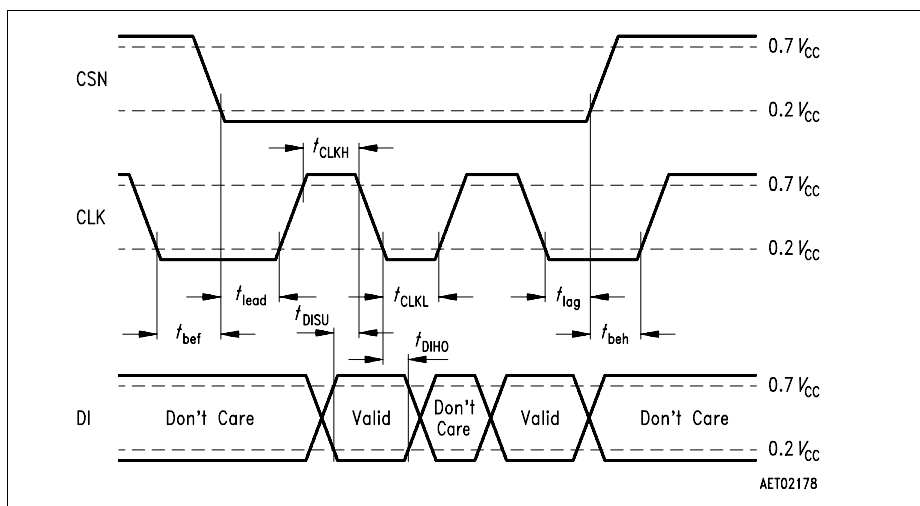 0.7 VCC
CSN
0.2 VCC
tCLKH
0.7 VCC
CLK
0.2 VCC
tlead
tCLKL
tlag
tDISU
tbef
tDIHO
tbeh
0.7 VCC
DI
Don't Care
Valid
Don't
Care
Valid
Don't Care
0.2 VCC
AET02178